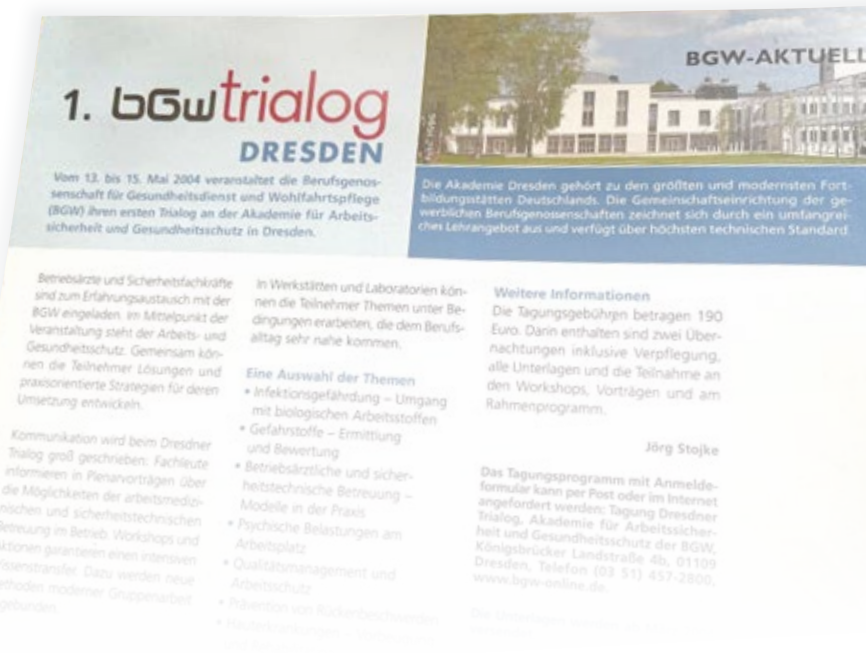 BGW-AKTUELL
1. bGw trialog
DRESDEN
Vom 13. bis 15. Mai 2004 veranstaltet die Berufsgenos-
senschaft für Gesundheitsdienst und Wohlfahrtspflege
(BGW) ihren ersten Trialog an der Akademie für Arbeits-
sicherheit und Gesundheitsschutz in Dresden.
Die Akademie Dresden gehört zu den größten und modernsten Fort-
bildungsstätten Deutschlands. Die Gemeinschaftseinrichtung der ge-
werblichen Berufsgenossenschaften zeichnet sich durch ein umfangrei-
ches Lehrangebot aus und verfügt über höchsten technischen Standard.
Betriebsärzte und Sicherheitsfachkräfte
sind zum Erfahrungsaustausch mit der
BGW eingeladen. Im Mittelpunkt der
Veranstaltung steht der Arbeits- und
Gesundheitsschutz. Gemeinsam kön-
nen die Teilnehmer Lösungen und
praxisorientierte Strategien für deren
Umsetzung entwickeln.
Kommunikation wird beim Dresdner
Trialog groß geschrieben: Fachleute
informieren in Plenarvorträgen über
die Möglichkeiten der arbeitsmedizi-
nischen und sicherheitstechnischen
Betreuung im Betrieb. Workshops und
Aktionen garantieren einen intensiven
Wissenstransfer. Dazu werden neue
Methoden moderner Gruppenarbeit
In Werkstätten und Laboratorien kön-
nen die Teilnehmer Themen unter Be-
dingungen erarbeiten, die dem Berufs-
alltag sehr nahe kommen.
Eine Auswahl der Themen
• Infektionsgefährdung – Umgang
mit biologischen Arbeitsstoffen
• Gefahrstoffe – Ermittlung
und Bewertung
• Betriebsärztliche und sicher-
heitstechnische Betreuung –
Modelle in der Praxis
• Psychische Belastungen am
Arbeitsplatz
• Qualitätsmanagement und
Arbeitsschutz
• Prävention von Rückenbeschwerden
• Hauterkrankungen –
Weitere Informationen
Die Tagungsgebühren betragen 190
Euro. Darin enthalten sind zwei Über-
nachtungen inklusive Verpflegung,
alle Unterlagen und die Teilnahme an
den Workshops, Vorträgen und am
Rahmenprogramm.
Jörg Stojke
Das Tagungsprogramm mit Anmelde-
formular kann per Post oder im Internet
angefordert werden: Tagung Dresdner
Trialog, Akademie für Arbeitssicher-
heit und Gesundheitsschutz der BGW,
Königsbrücker Landstraße 4b, 01109
Dresden. Telefon (03 51) 457-2800,
www.bgw-online.de.